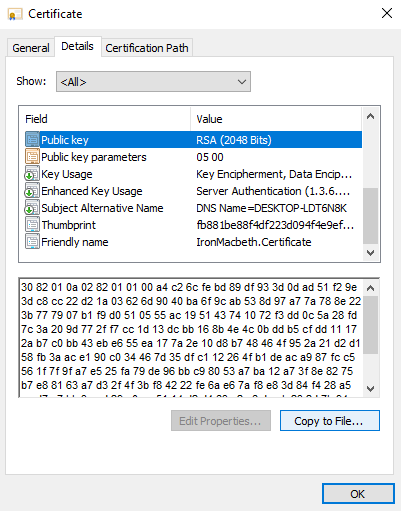 Certificate
General Details Certification Path
Show: <All>
Field Value
Public key RSA (2048 Bits)
Public key parameters 05 00
Key Usage Key Encipherment, Data Encip...
Enhanced Key Usage Server Authentication (1.3.6....
Subject Alternative Name DNS Name=DESKTOP-LDT6N8K
Thumbprint fb881be88f4df223d094f4e9ef...
Friendly name IronMacbeth.Certificate
30 82 01 0a 02 82 01 01 00 a4 c2 6c fe bd 89 df 93 3d 0d ad 51 f2 9e
3d c8 cc 22 d2 1a 03 62 6d 90 40 ba 6f 9c ab 53 8d 97 a7 7a 78 8e 22
3b 77 79 07 b1 f9 d0 51 05 55 ac 19 51 43 74 10 72 f3 dd 0c 5a 28 fd
7c 3a 20 9d 77 2f f7 cc 1d 13 dc bb 16 8b 4e 4c 0b dd b5 cf dd 11 17
2a b7 c0 bb 43 eb e6 55 ea 17 7a 2e 10 d8 b7 48 46 4f 95 2a 21 d2 d1
58 fb 3a ac e1 90 c0 34 46 7d 35 df c1 12 26 4f b1 de ac a9 87 fc c5
56 1f 7f 9f a7 e5 25 fa 79 de 96 bb c9 80 53 a7 ba 12 a7 3f 8e 82 75
b7 e8 81 63 a7 d3 2f 4f 3b f8 42 22 fe 6a e6 7a f8 e8 3d 84 f4 28 a5
Edit Properties... Copy to File...
OK